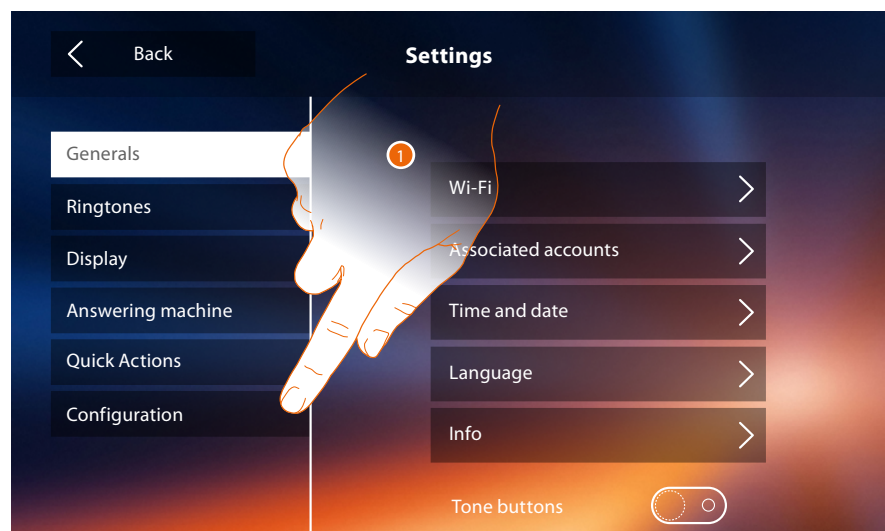 Back
Settings
Generals
Ringtones
Display
Answering machine
Quick Actions
Configuration
1
Wi-Fi
Associated accounts
Time and date
Language
Info
Tone buttons